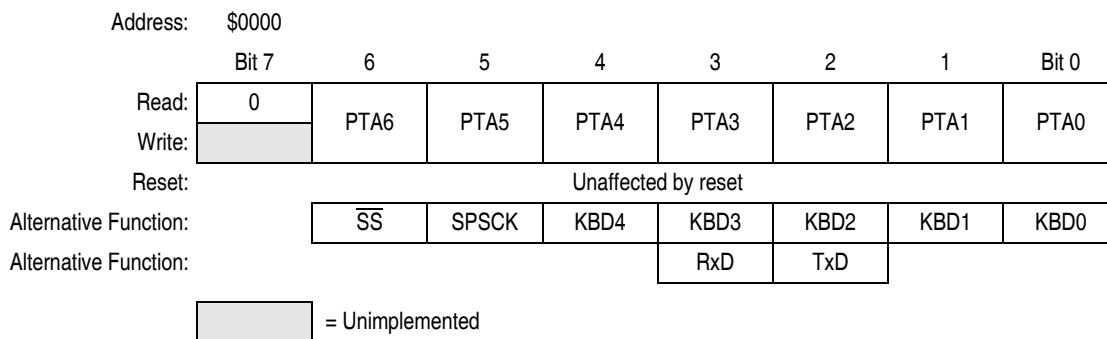 Address: $0000
Bit 7 6 5 4 3 2 1 Bit 0
Read: 0 PTA6 PTA5 PTA4 PTA3 PTA2 PTA1 PTA0
Write:
Reset: Unaffected by reset
Alternative Function: S̅S̅ SPSCK KBD4 KBD3 KBD2 KBD1 KBD0
Alternative Function: RxD TxD
= Unimplemented